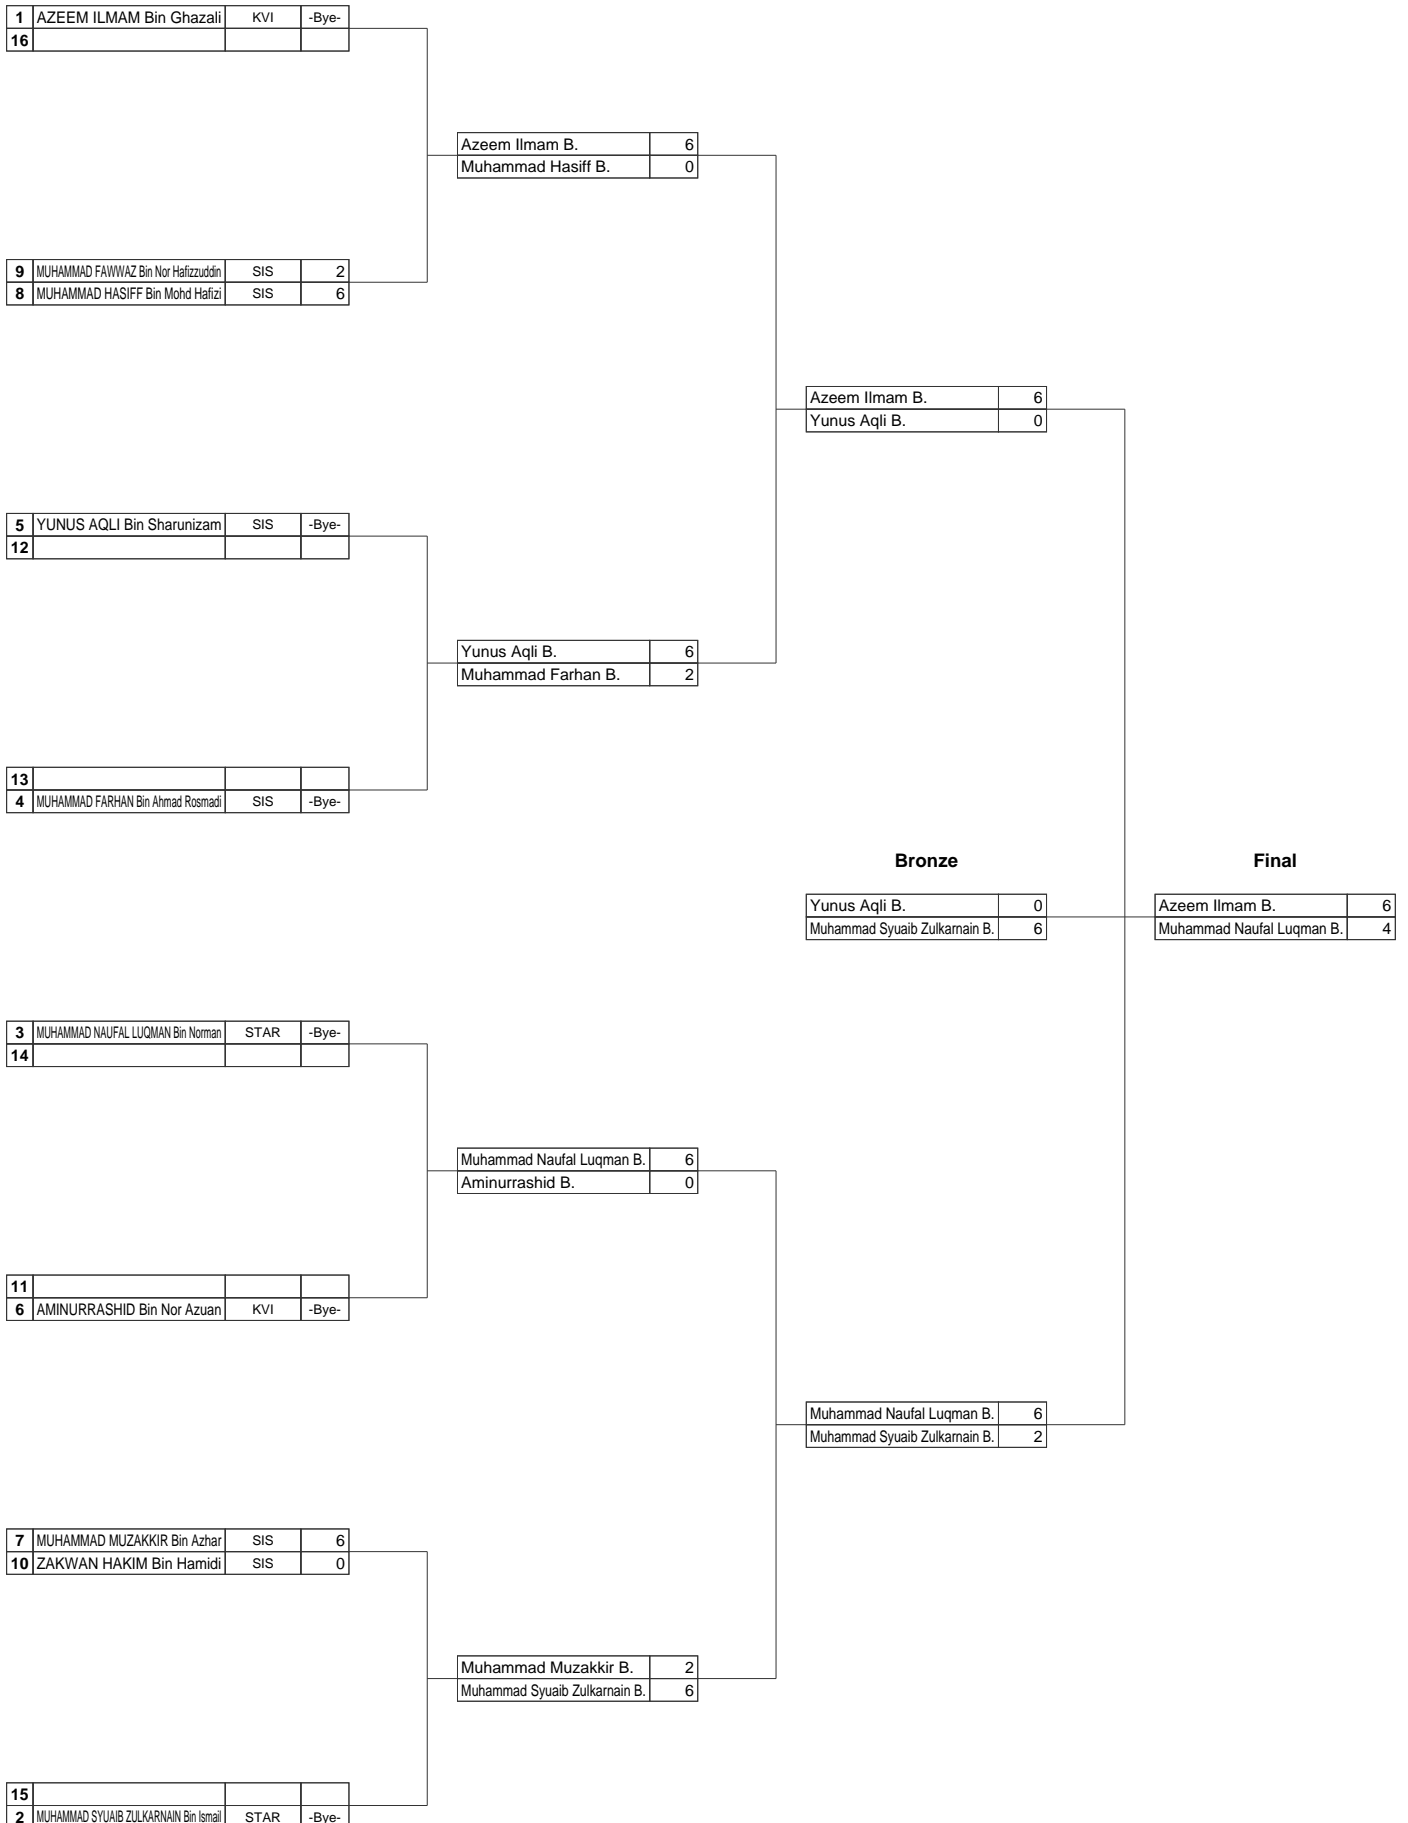 1 AZEEM ILMAM Bin Ghazali KVI -Bye-
16
Azeem Ilmam B. 6
Muhammad Hasiff B. 0
9 MUHAMMAD FAWWAZ Bin Nor Hafizzuddin SIS 2
8 MUHAMMAD HASIFF Bin Mohd Hafizi SIS 6
Azeem Ilmam B. 6
Yunus Aqli B. 0
5 YUNUS AQLI Bin Sharunizam SIS -Bye-
12
Yunus Aqli B. 6
Muhammad Farhan B. 2
13
4 MUHAMMAD FARHAN Bin Ahmad Rosmadi SIS -Bye-
Bronze Final
Yunus Aqli B. 0 Azeem Ilmam B. 6
Muhammad Syuaib Zulkarnain B. 6 Muhammad Naufal Luqman B. 4
3 MUHAMMAD NAUFAL LUQMAN Bin Norman STAR -Bye-
14
Muhammad Naufal Luqman B. 6
Aminurrashid B. 0
11
6 AMINURRASHID Bin Nor Azuan KVI -Bye-
Muhammad Naufal Luqman B. 6
Muhammad Syuaib Zulkarnain B. 2
7 MUHAMMAD MUZAKKIR Bin Azhar SIS 6
10 ZAKWAN HAKIM Bin Hamidi SIS 0
Muhammad Muzakkir B. 2
Muhammad Syuaib Zulkarnain B. 6
15
2 MUHAMMAD SYUAIB ZULKARNAIN Bin Ismail STAR -Bye-